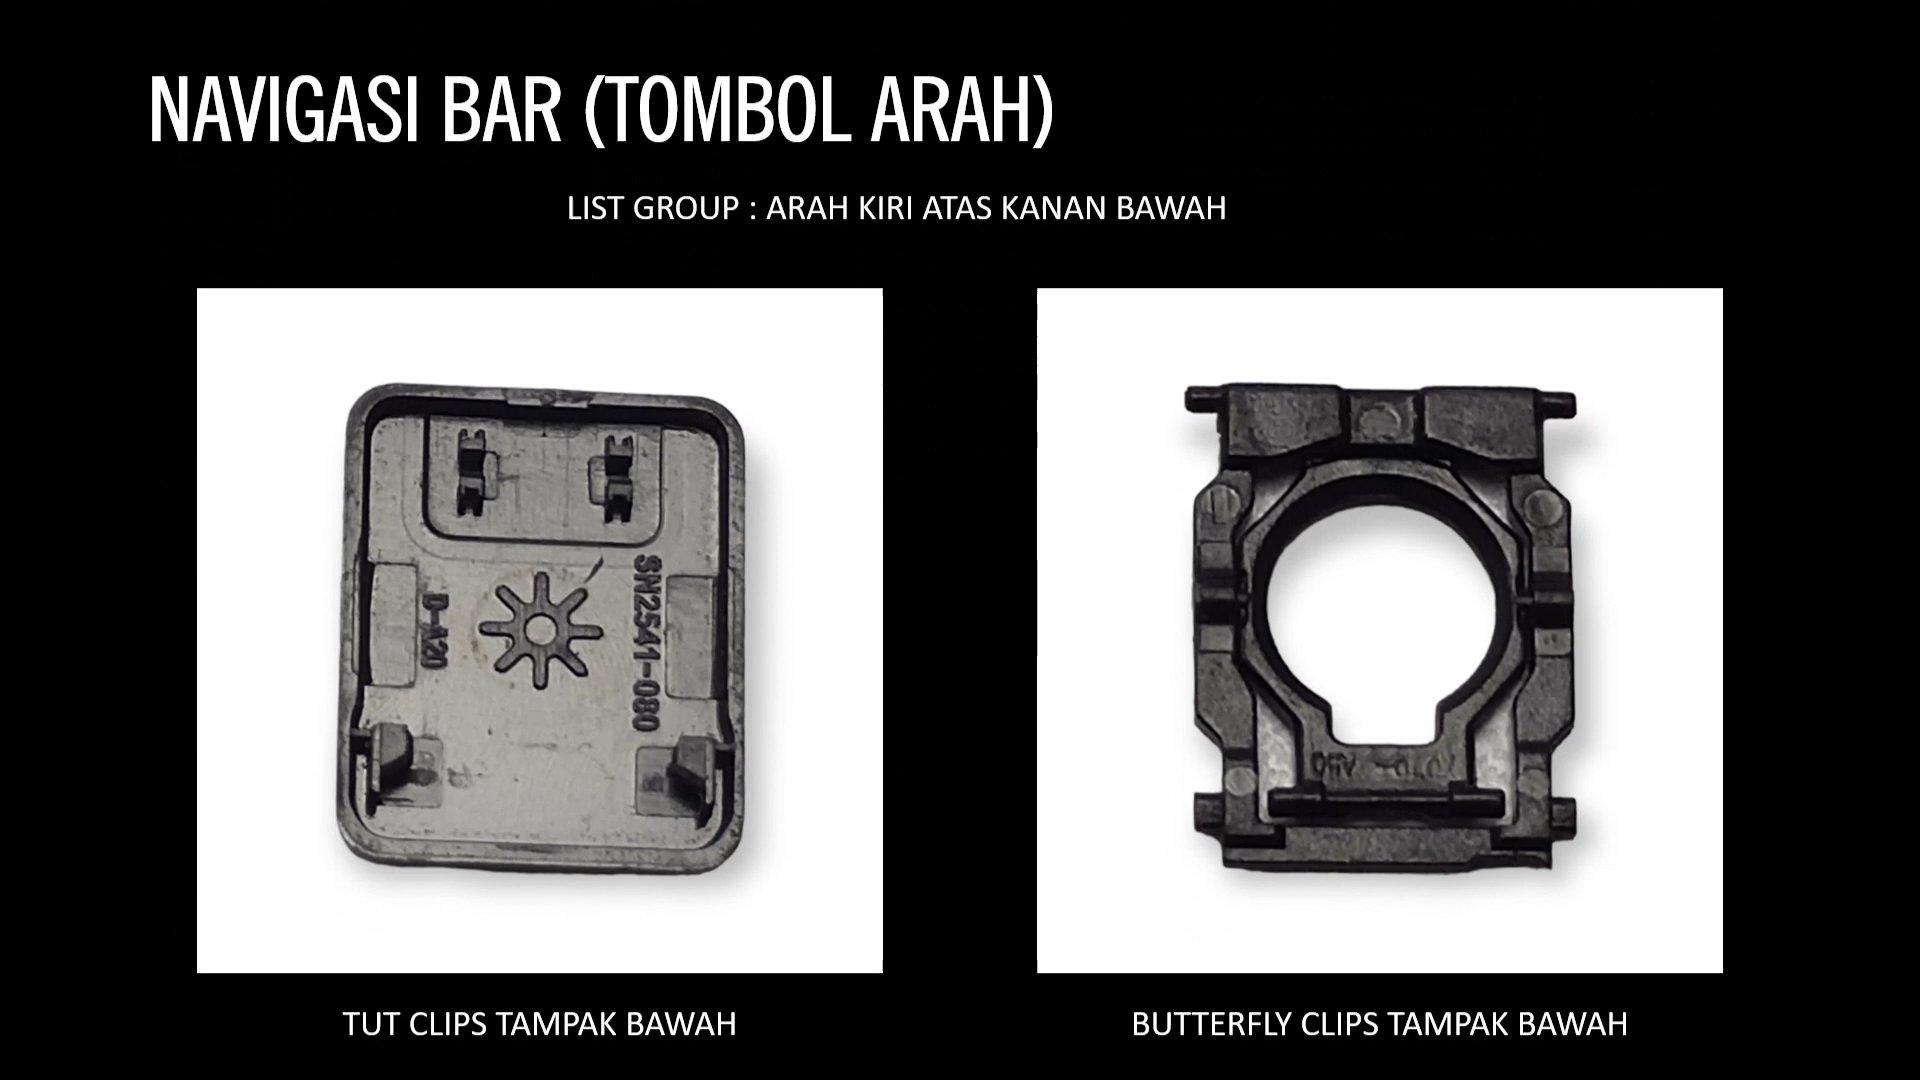 NAVIGASI BAR (TOMBOL ARAH)
LIST GROUP : ARAH KIRI ATAS KANAN BAWAH
SN2541-080
D-A20
TUT CLIPS TAMPAK BAWAH
BUTTERFLY CLIPS TAMPAK BAWAH